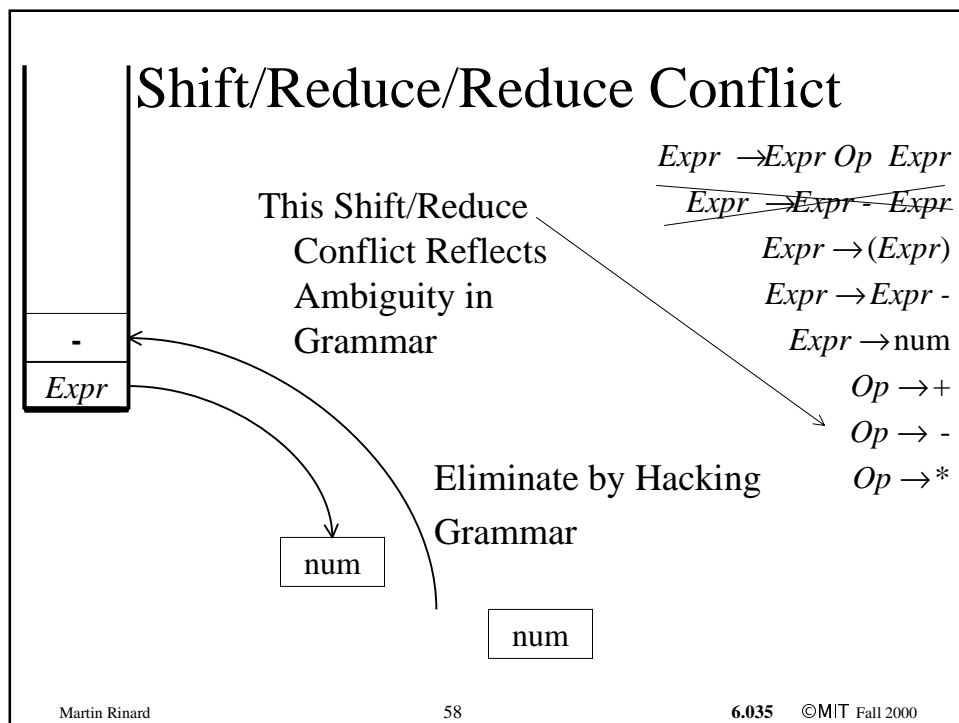 Shift/Reduce/Reduce Conflict
Expr → Expr Op Expr
Expr → Expr - Expr
Expr → (Expr)
Expr → Expr -
Expr → num
Op → +
Op → -
Op → *
This Shift/Reduce
Conflict Reflects
Ambiguity in
Grammar
-
Expr
Eliminate by Hacking
Grammar
num
num
Martin Rinard 58 6.035 ©MIT Fall 2000